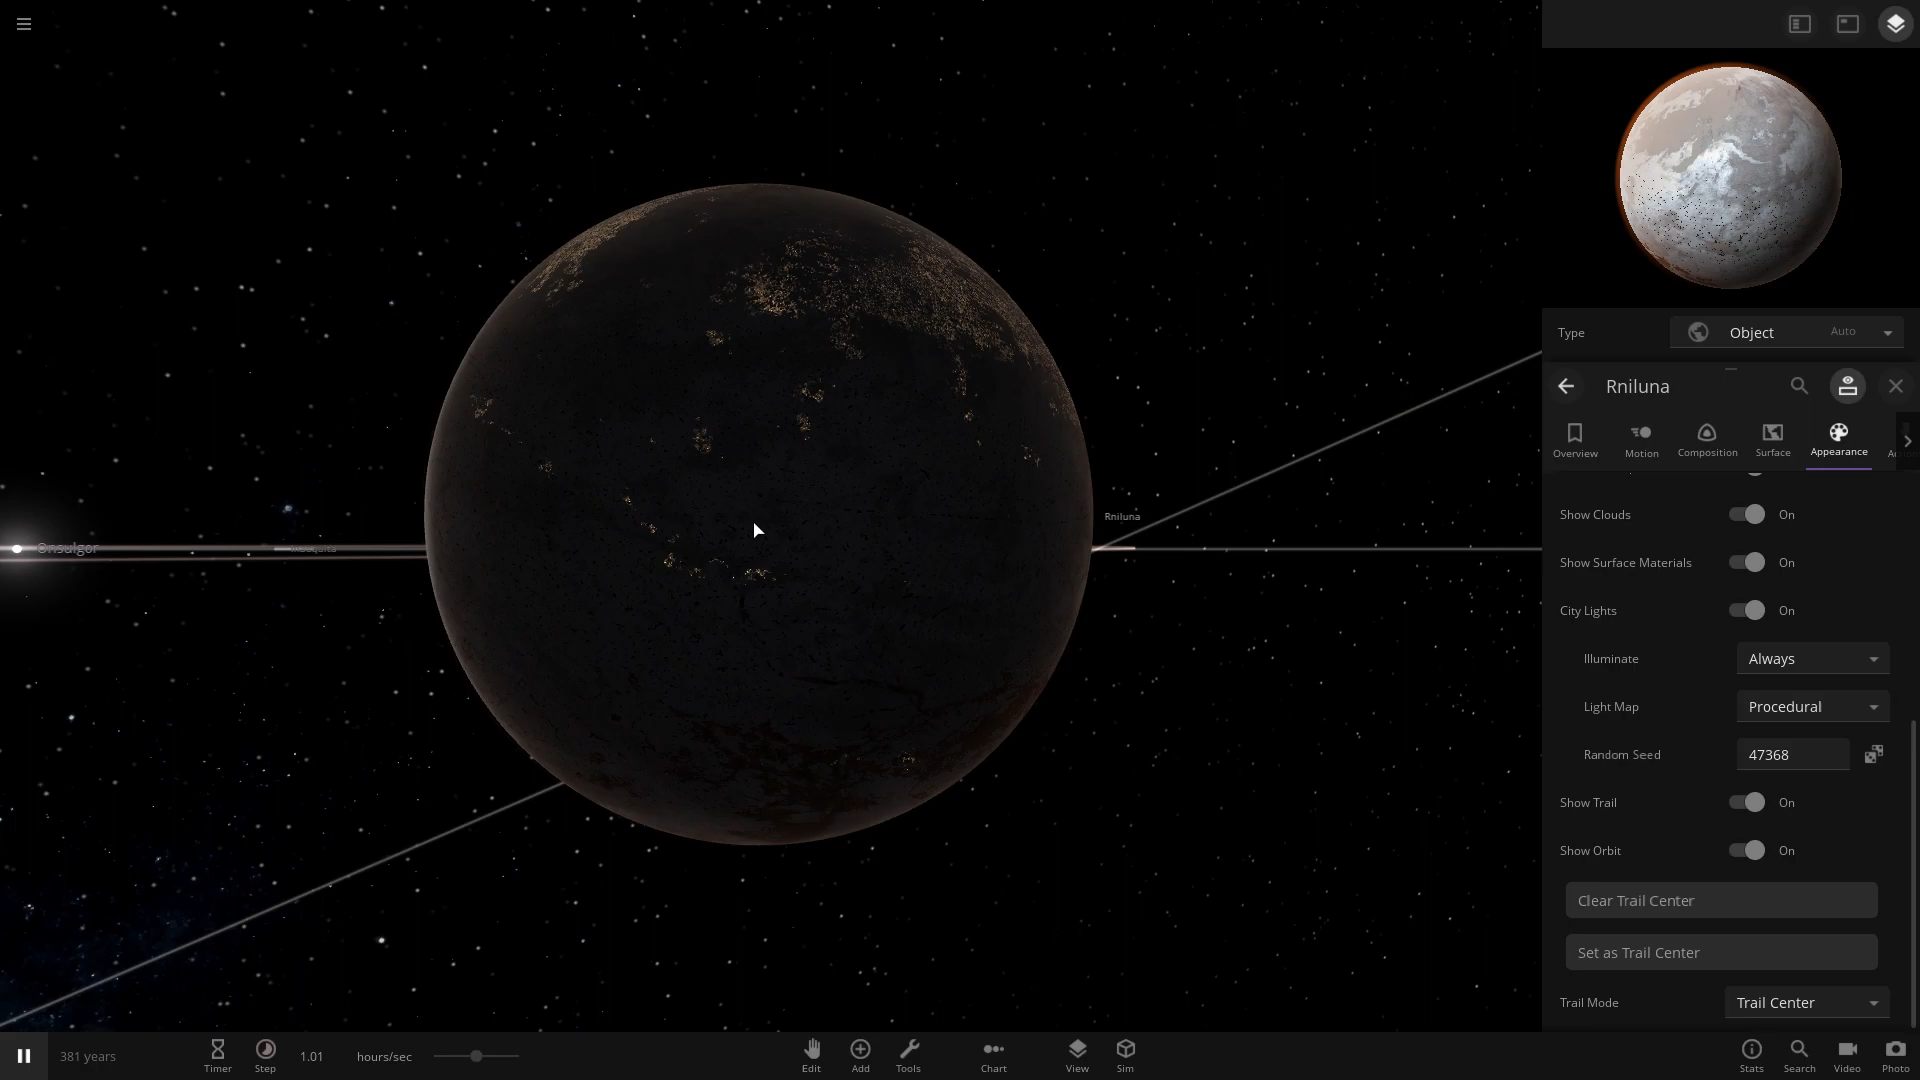 Type
Object
Auto
Rniluna
Overview
Motion
Composition
Surface
Appearance
Show Clouds
On
Show Surface Materials
On
City Lights
On
Illuminate
Always
Light Map
Procedural
Random Seed
47368
Show Trail
On
Show Orbit
On
Clear Trail Center
Set as Trail Center
Trail Mode
Trail Center
Rniluna
Onsulgor
381 years
Timer
Step
1.01
hours/sec
Edit
Add
Tools
Chart
View
Sim
Stats
Search
Video
Photo